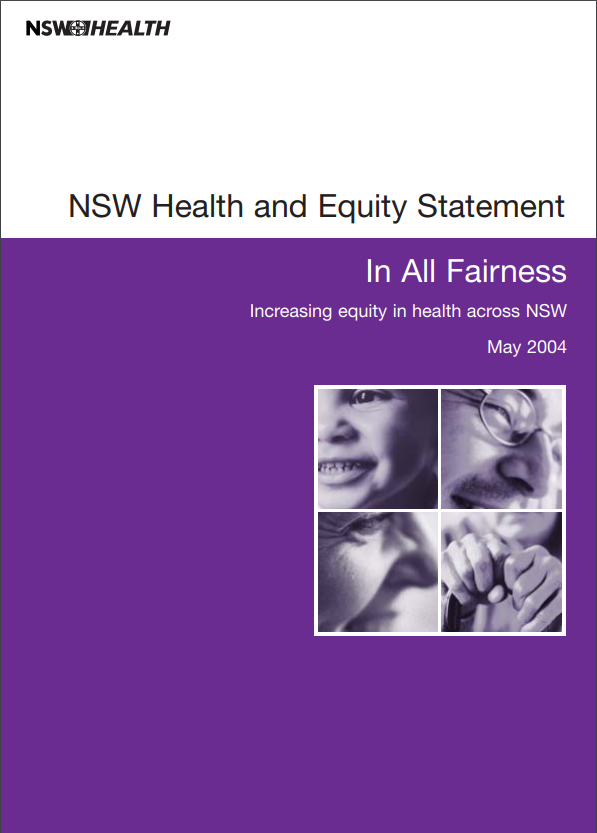 NSW HEALTH
NSW Health and Equity Statement
In All Fairness
Increasing equity in health across NSW
May 2004